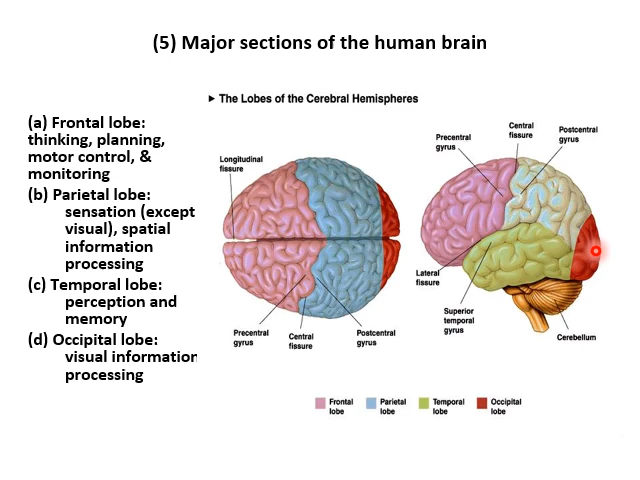 (5) Major sections of the human brain
► The Lobes of the Cerebral Hemispheres
(a) Frontal lobe:
thinking, planning,
motor control, &
monitoring
(b) Parietal lobe:
sensation (except
visual), spatial
information
processing
(c) Temporal lobe:
perception and
memory
(d) Occipital lobe:
visual information
processing
Longitudinal
fissure
Precentral
gyrus
Central
fissure
Postcentral
gyrus
Precentral
gyrus
Central
fissure
Postcentral
gyrus
Lateral
fissure
Superior
temporal
gyrus
Cerebellum
Frontal
lobe
Parietal
lobe
Temporal
lobe
Occipital
lobe